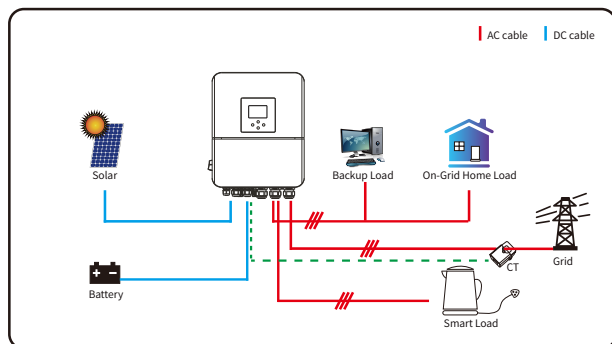 AC cable
DC cable
Solar
Backup Load
On-Grid Home Load
CT
Grid
Battery
Smart Load